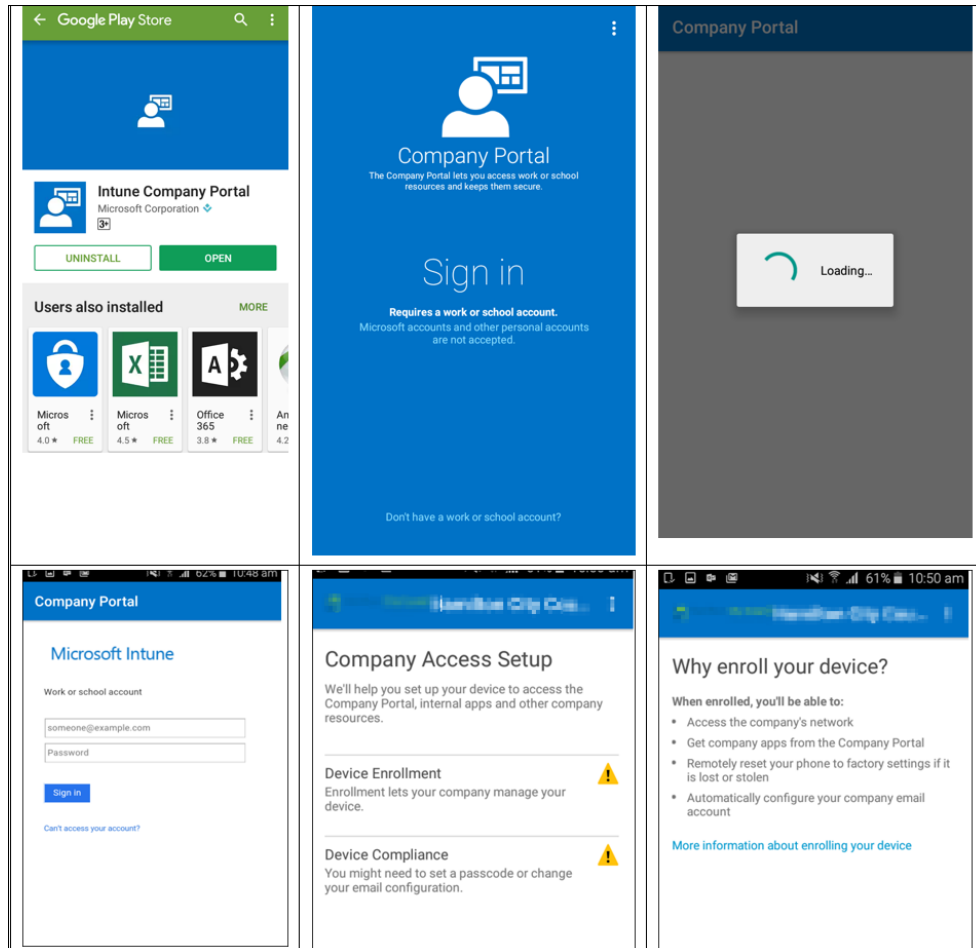 Google Play Store
Intune Company Portal
Microsoft Corporation
3+
UNINSTALL
OPEN
Users also installed
MORE
Micros
oft
4.0★ FREE
Micros
oft
4.5★ FREE
Office
365
3.8★ FREE
An
ne
4.2
Company Portal
The Company Portal lets you access work or school
resources and keeps them secure.
Sign in
Requires a work or school account.
Microsoft accounts and other personal accounts
are not accepted.
Don't have a work or school account?
Company Portal
Loading...
62% 10:48 am
Company Portal
Microsoft Intune
Work or school account
someone@example.com
Password
Sign in
Can't access your account?
Company Access Setup
We'll help you set up your device to access the
Company Portal, internal apps and other company
resources.
Device Enrollment
Enrollment lets your company manage your
device.
Device Compliance
You might need to set a passcode or change
your email configuration.
61% 10:50 am
Why enroll your device?
When enrolled, you'll be able to:
• Access the company's network
• Get company apps from the Company Portal
• Remotely reset your phone to factory settings if it
is lost or stolen
• Automatically configure your company email
account
More information about enrolling your device